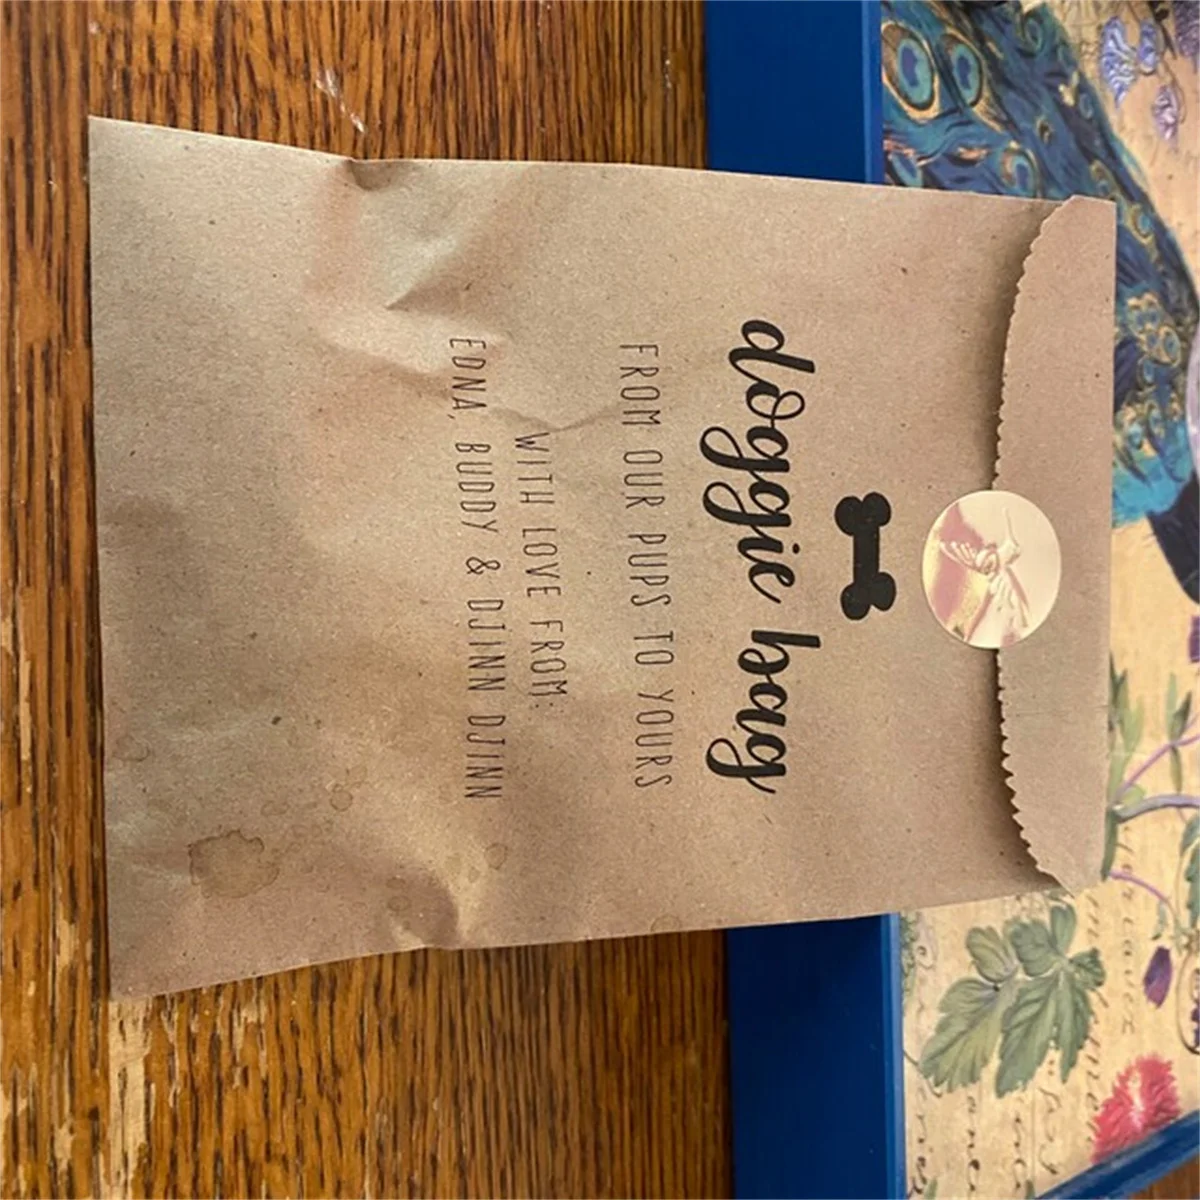 doggie bag
FROM OUR PUPS TO YOURS
WITH LOVE FROM:
EDNA, BUDDY & DJINN DJINN